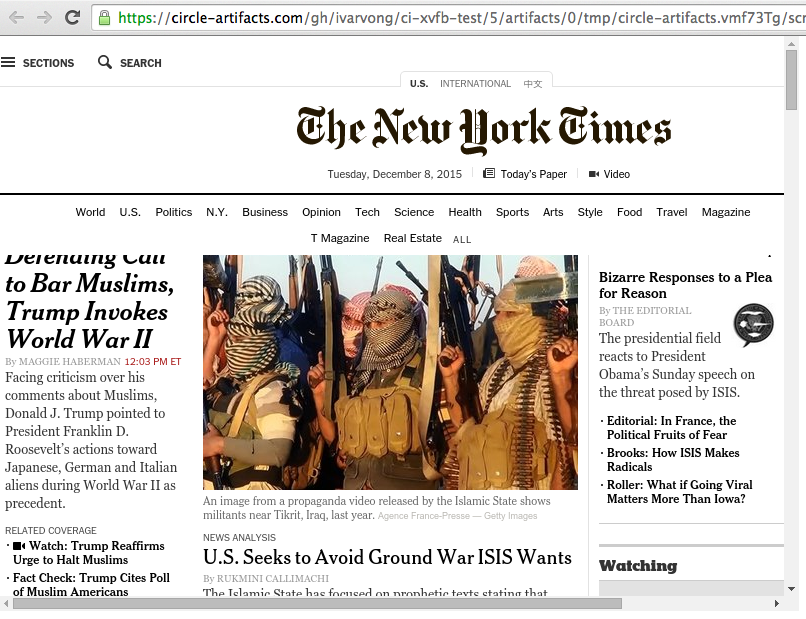 https://circle-artifacts.com/gh/ivarvong/ci-xvfb-test/5/artifacts/0/tmp/circle-artifacts.vmf73Tg/scr
SECTIONS SEARCH
U.S. INTERNATIONAL 中文
The New York Times
Tuesday, December 8, 2015 Today's Paper Video
World U.S. Politics N.Y. Business Opinion Tech Science Health Sports Arts Style Food Travel Magazine
T Magazine Real Estate ALL
Defending Call
to Bar Muslims,
Trump Invokes
World War II
By MAGGIE HABERMAN 12:03 PM ET
Facing criticism over his
comments about Muslims,
Donald J. Trump pointed to
President Franklin D.
Roosevelt's actions toward
Japanese, German and Italian
aliens during World War II as
precedent.
RELATED COVERAGE
· Watch: Trump Reaffirms
Urge to Halt Muslims
· Fact Check: Trump Cites Poll
of Muslim Americans
An image from a propaganda video released by the Islamic State shows
militants near Tikrit, Iraq, last year. Agence France-Presse — Getty Images
NEWS ANALYSIS
U.S. Seeks to Avoid Ground War ISIS Wants
By RUKMINI CALLIMACHI
The Islamic State has focused on prophetic texts stating that
Bizarre Responses to a Plea
for Reason
By THE EDITORIAL
BOARD
The presidential field
reacts to President
Obama's Sunday speech on
the threat posed by ISIS.
· Editorial: In France, the
Political Fruits of Fear
· Brooks: How ISIS Makes
Radicals
· Roller: What if Going Viral
Matters More Than Iowa?
Watching